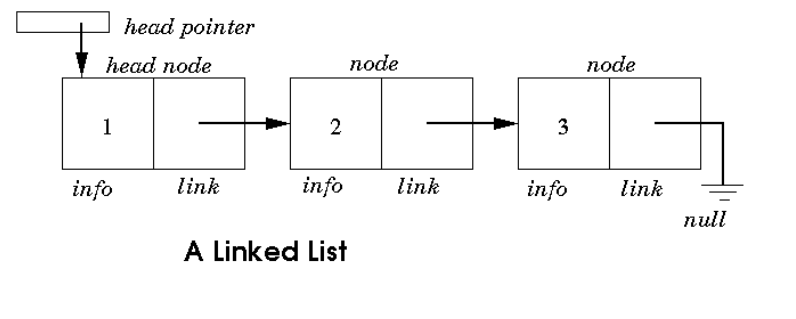 head pointer
head node
node
node
1
2
3
info
link
info
link
info
link
null
A Linked List